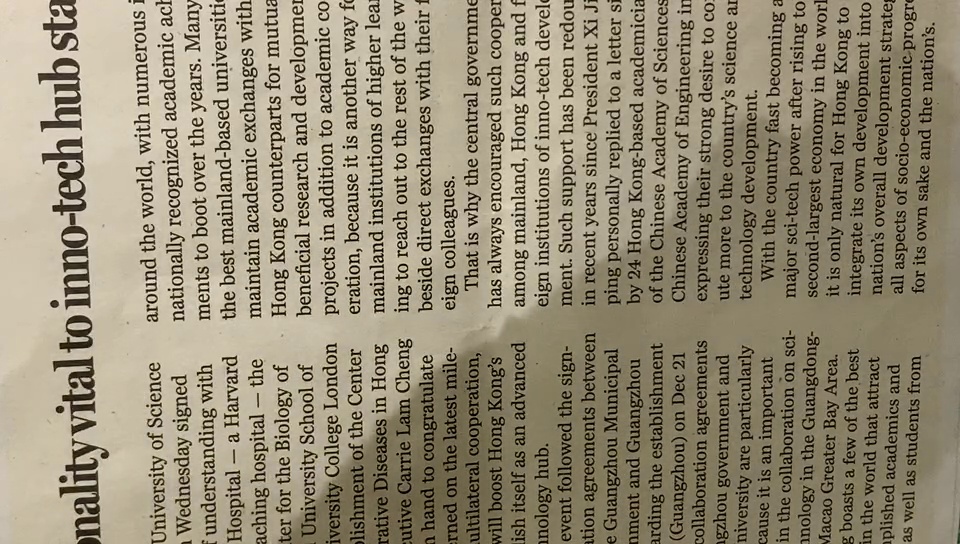 onality vital to inno-tech hub sta
University of Science
Wednesday signed
understanding with
Hospital – a Harvard
aching hospital – the
ter for the Biology of
University School of
iversity College London
lishment of the Center
rative Diseases in Hong
utive Carrie Lam Cheng
hand to congratulate
rned on the latest mile-
ultilateral cooperation,
will boost Hong Kong's
lish itself as an advanced
nnology hub.
event followed the sign-
ation agreements between
e Guangzhou Municipal
nment and Guangzhou
arding the establishment
(Guangzhou) on Dec 21
collaboration agreements
ngzhou government and
niversity are particularly
cause it is an important
in the collaboration on sci-
nology in the Guangdong-
Macao Greater Bay Area.
g boasts a few of the best
in the world that attract
plished academics and
as well as students from
around the world, with numerous i
nationally recognized academic ach
ments to boot over the years. Many
the best mainland-based universitie
maintain academic exchanges with
Hong Kong counterparts for mutua
beneficial research and developmen
projects in addition to academic co
eration, because it is another way fo
mainland institutions of higher lear
ing to reach out to the rest of the w
beside direct exchanges with their f
eign colleagues.
That is why the central governme
has always encouraged such cooper
among mainland, Hong Kong and f
eign institutions of inno-tech develo
ment. Such support has been redou
in recent years since President Xi Ji
ping personally replied to a letter si
by 24 Hong Kong-based academicia
of the Chinese Academy of Sciences
Chinese Academy of Engineering in
expressing their strong desire to co
ute more to the country's science an
technology development.
With the country fast becoming a
major sci-tech power after rising to
second-largest economy in the worl
it is only natural for Hong Kong to
integrate its own development into
nation's overall development strateg
all aspects of socio-economic progre
for its own sake and the nation's.